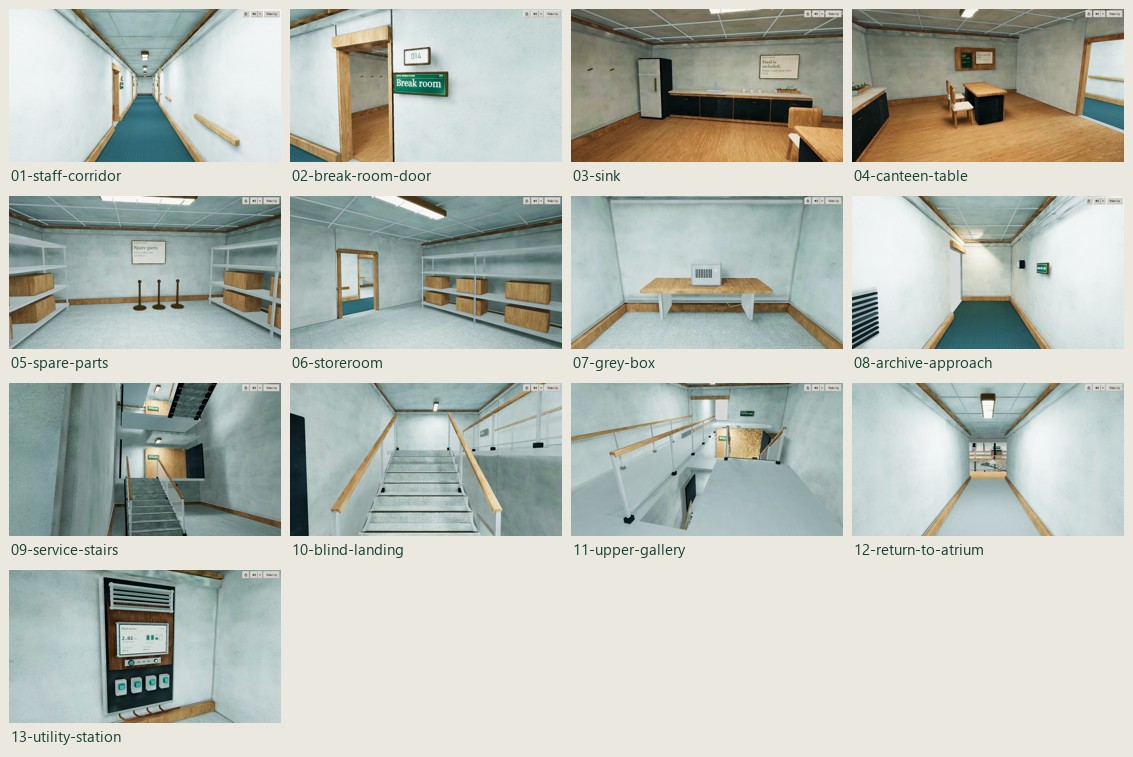 01-staff-corridor
02-break-room-door
03-sink
04-canteen-table
014
Break room
05-spare-parts
06-storeroom
07-grey-box
08-archive-approach
Spare parts
09-service-stairs
10-blind-landing
11-upper-gallery
12-return-to-atrium
13-utility-station